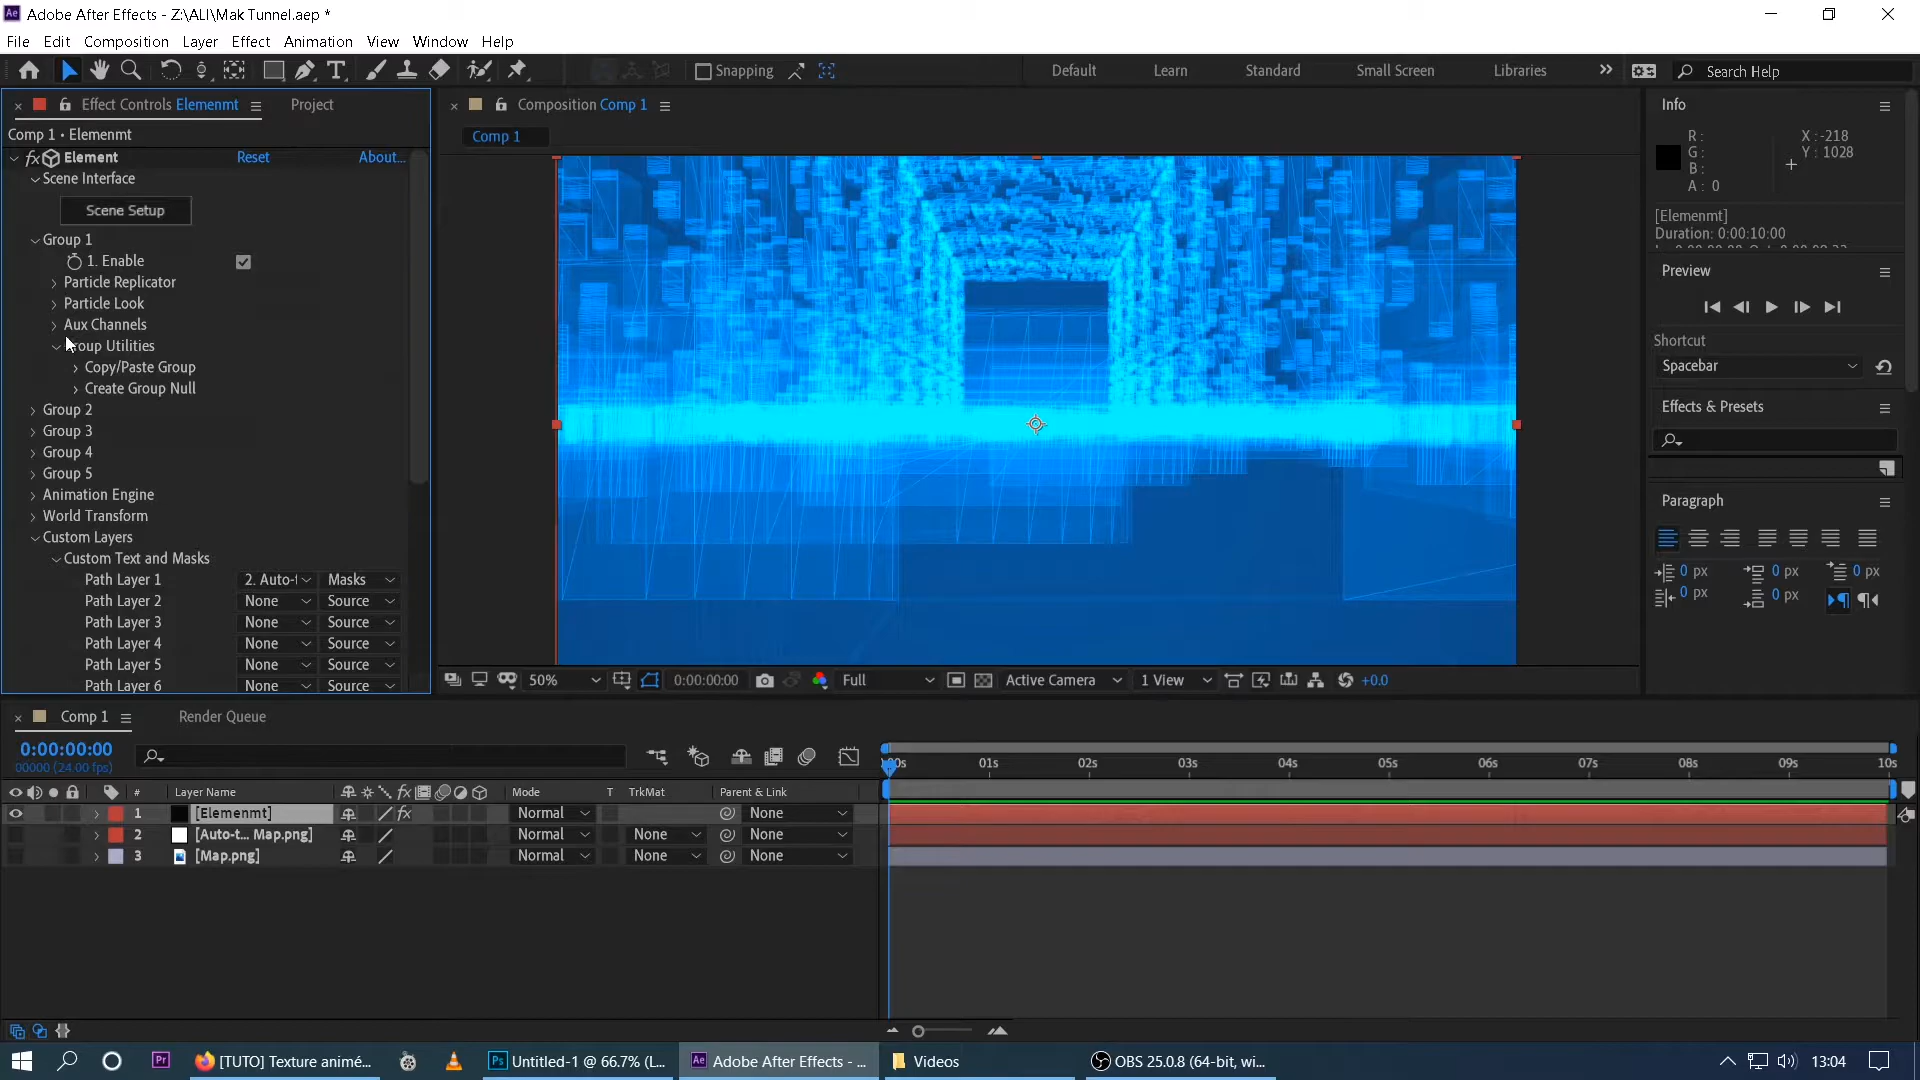 Adobe After Effects - Z:\ALI\Mak Tunnel.aep *
File Edit Composition Layer Effect Animation View Window Help
Snapping
Default Learn Standard Small Screen Libraries
Search Help
Effect Controls Elemenmt
Project
Comp 1 • Elemenmt
Element Reset About...
Scene Interface
Scene Setup
Group 1
1. Enable
Particle Replicator
Particle Look
Aux Channels
Group Utilities
Copy/Paste Group
Create Group Null
Group 2
Group 3
Group 4
Group 5
Animation Engine
World Transform
Custom Layers
Custom Text and Masks
Path Layer 1 2. Auto- Masks
Path Layer 2 None Source
Path Layer 3 None Source
Path Layer 4 None Source
Path Layer 5 None Source
Path Layer 6 None Source
Composition Comp 1
Comp 1
50% 0:00:00:00 Full Active Camera 1 View +0.0
Info
R :
G :
B :
A : 0
X : -218
Y : 1028
[Elemenmt]
Duration: 0:00:10:00
Preview
Shortcut
Spacebar
Effects & Presets
Paragraph
0 px 0 px 0 px
0 px 0 px
Comp 1 Render Queue
0:00:00:00
00000 (24.00 fps)
01s 02s 03s 04s 05s 06s 07s 08s 09s 10s
# Layer Name Mode T TrkMat Parent & Link
1 [Elemenmt] Normal None
2 [Auto-t... Map.png] Normal None None
3 [Map.png] Normal None None
[TUTO] Texture animé...
Untitled-1 @ 66.7% (L...
Adobe After Effects - ...
Videos
OBS 25.0.8 (64-bit, wi...
13:04